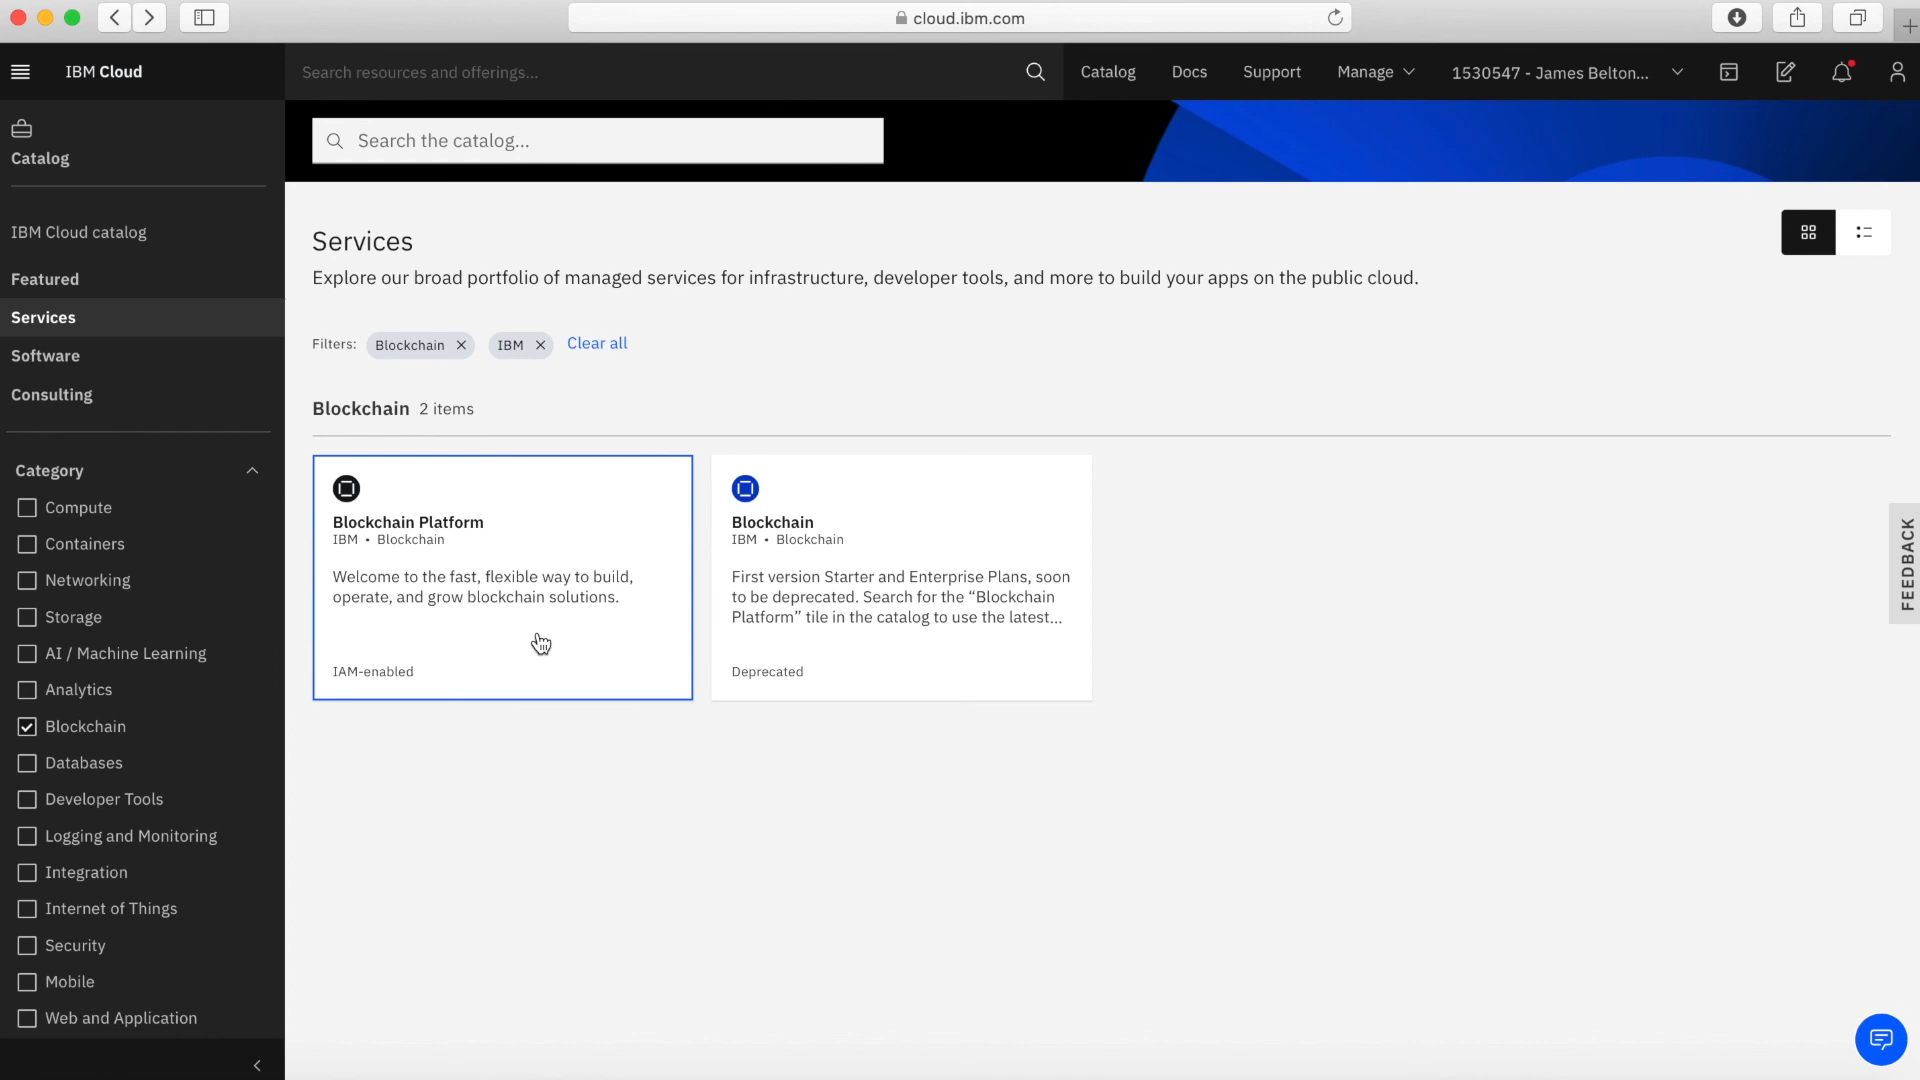 cloud.ibm.com
IBM Cloud
Search resources and offerings...
Catalog
Docs
Support
Manage
1530547 - James Belton...
Catalog
IBM Cloud catalog
Featured
Services
Software
Consulting
Category
Compute
Containers
Networking
Storage
AI / Machine Learning
Analytics
Blockchain
Databases
Developer Tools
Logging and Monitoring
Integration
Internet of Things
Security
Mobile
Web and Application
Search the catalog...
Services
Explore our broad portfolio of managed services for infrastructure, developer tools, and more to build your apps on the public cloud.
Filters: Blockchain IBM Clear all
Blockchain 2 items
Blockchain Platform
IBM • Blockchain
Welcome to the fast, flexible way to build,
operate, and grow blockchain solutions.
IAM-enabled
Blockchain
IBM • Blockchain
First version Starter and Enterprise Plans, soon
to be deprecated. Search for the “Blockchain
Platform” tile in the catalog to use the latest...
Deprecated
FEEDBACK